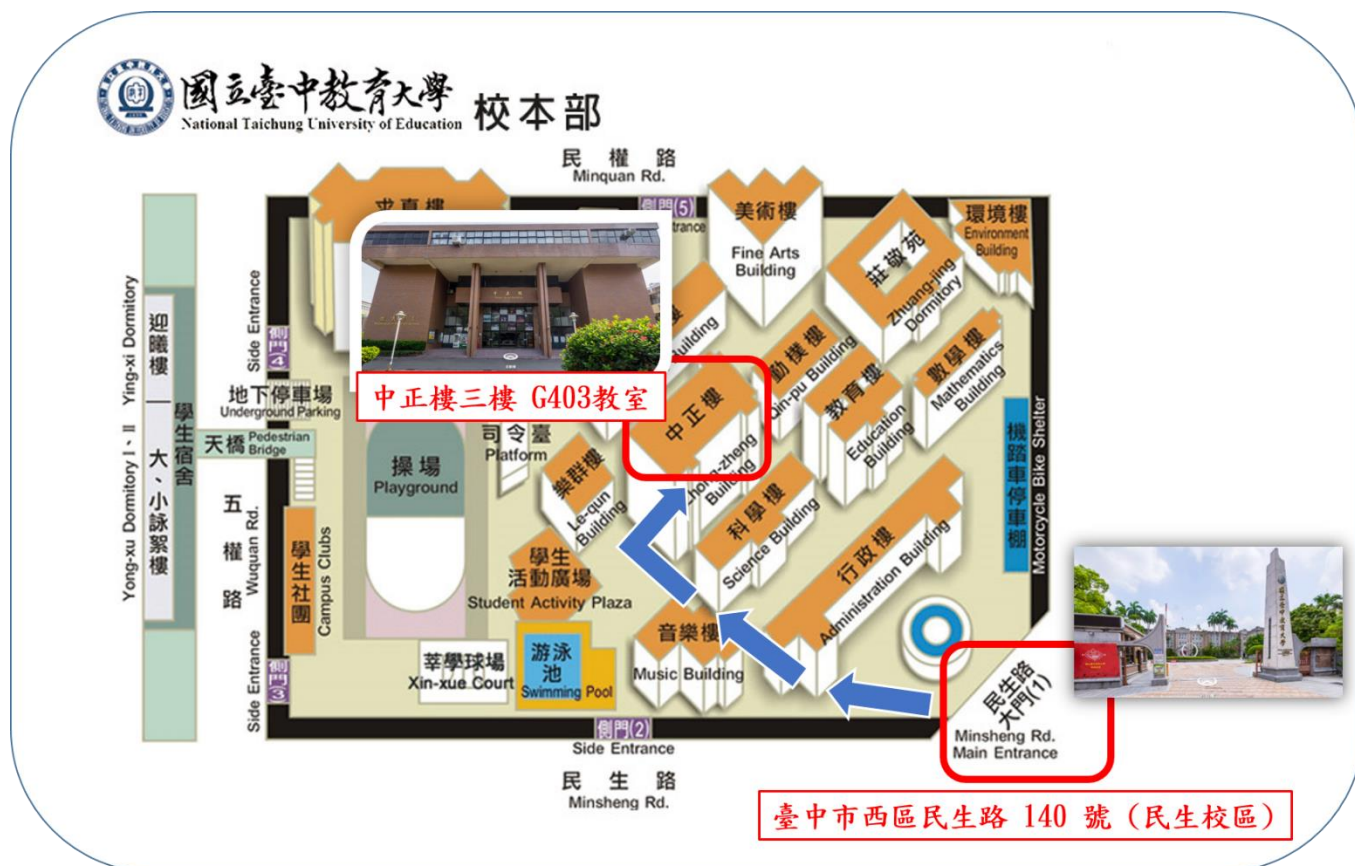 國立臺中教育大學 校本部
National Taichung University of Education
民權路
Minquan Rd.
求真樓
側門(5)
美術樓
Fine Arts
Building
莊敬苑
Zhuang-jing
Dormitory
環境樓
Environment
Building
Side Entrance
側門(4)
迎曦樓
Ying-xi Dormitory
大、小詠絮樓
Yong-xu Dormitory I、II
學生宿舍
地下停車場
Underground Parking
天橋
Pedestrian
Bridge
中正樓三樓 G403教室
樓
Building
中正樓
Zhong-zheng
Building
勤樸樓
Qin-pu Building
教育樓
Education
Building
數學樓
Mathematics
Building
機踏車停車棚
Motorcycle Bike Shelter
司令臺
Platform
操場
Playground
樂群樓
Le-qun
Building
科學樓
Science Building
行政樓
Administration Building
五權路
Wuquan Rd.
學生社團
Campus Clubs
學生
活動廣場
Student Activity Plaza
音樂樓
Music Building
莘學球場
Xin-xue Court
游泳
池
Swimming Pool
側門(3)
Side Entrance
側門(2)
Side Entrance
民生路
Minsheng Rd.
民生路
大門(1)
Minsheng Rd.
Main Entrance
臺中市西區民生路 140 號 (民生校區)